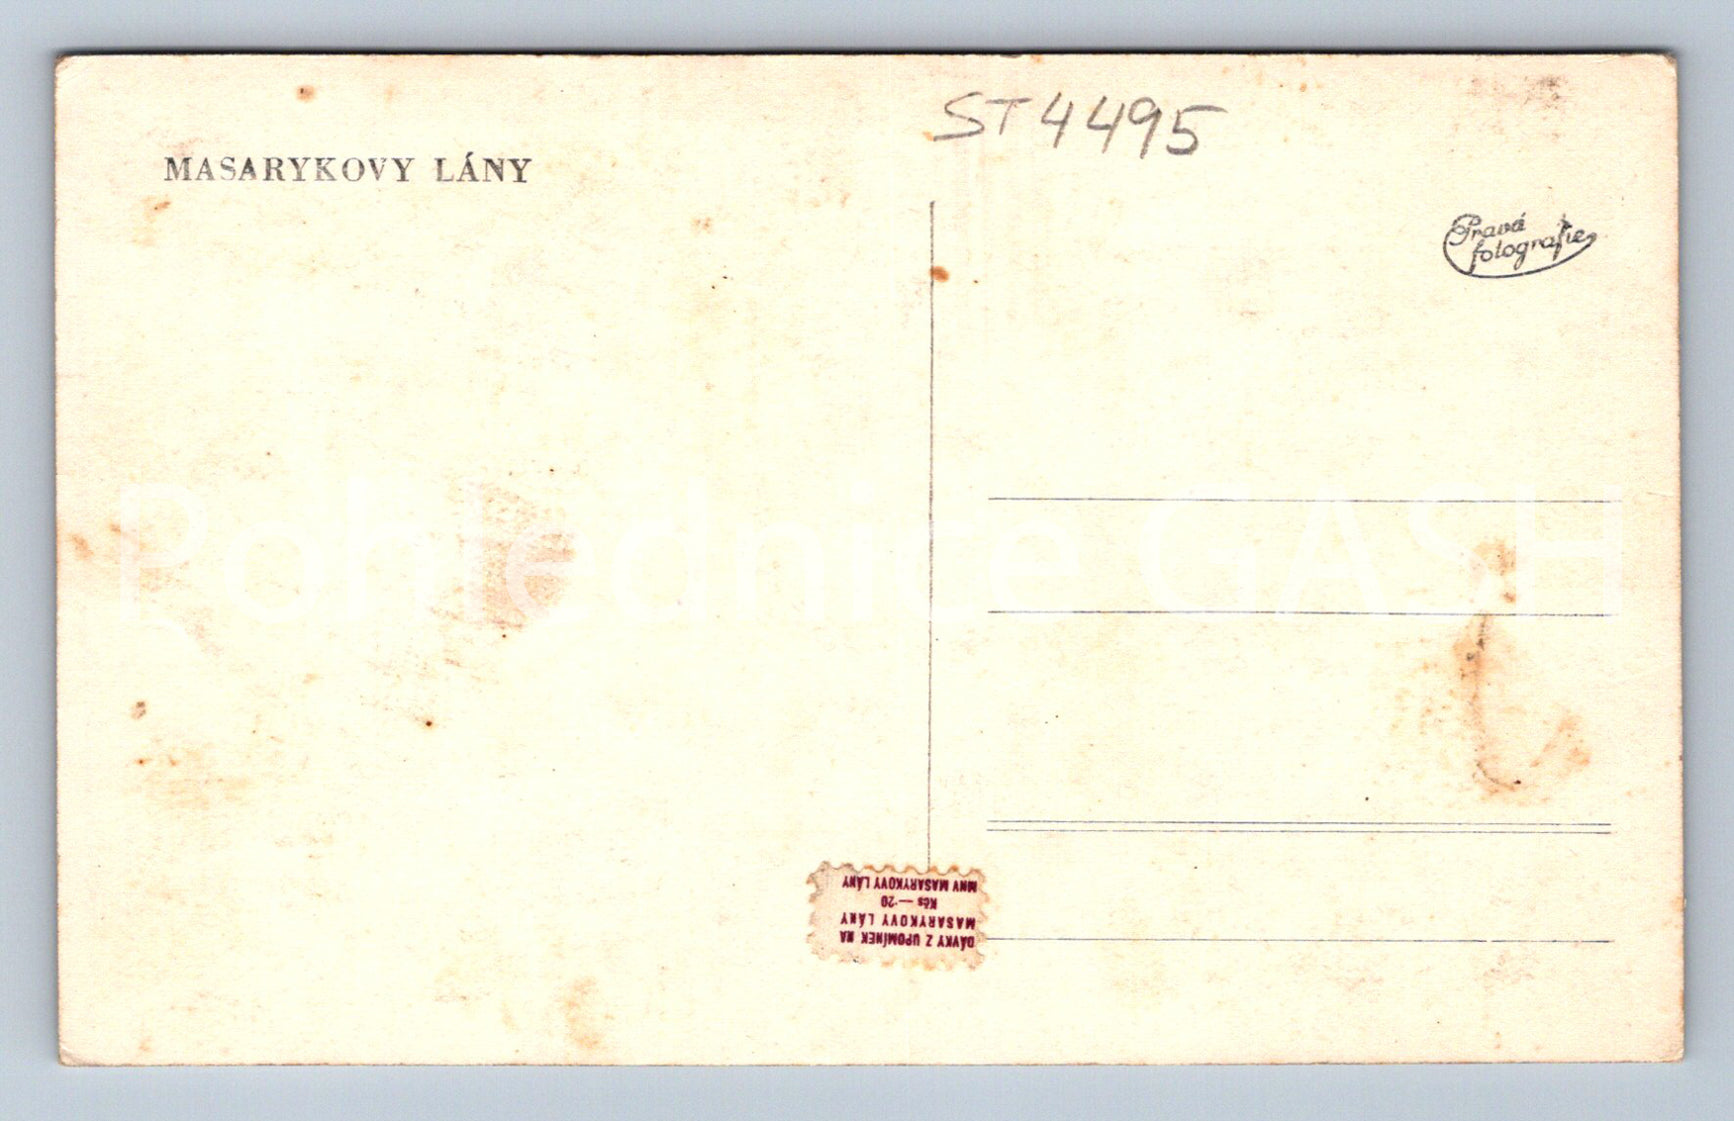 ST4495
MASARYKOVY LÁNY
Pravá
fotografie
Pohlednice GASH
DÁVKY Z UPOMÍNEK NA
MASARYKOVY LÁNY
Kčs —·20
MNV MASARYKOVY LÁNY